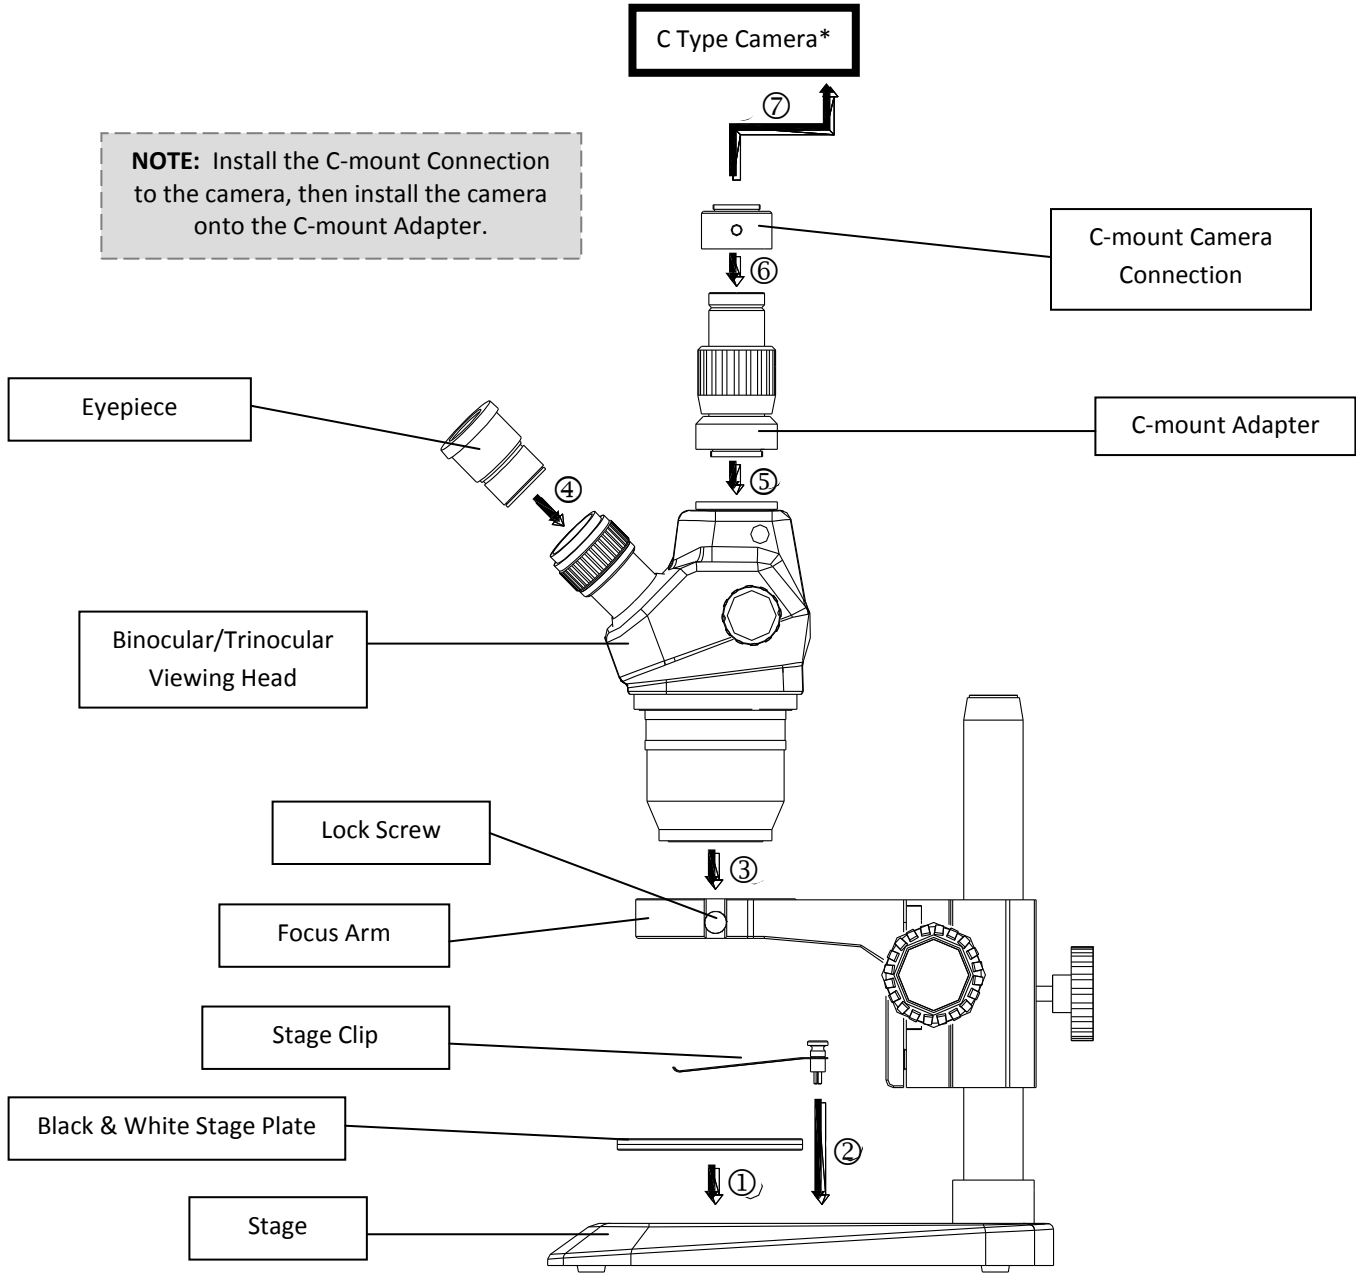 C Type Camera*
⑦
NOTE: Install the C-mount Connection
to the camera, then install the camera
onto the C-mount Adapter.
C-mount Camera
Connection
⑥
Eyepiece
C-mount Adapter
⑤
④
Binocular/Trinocular
Viewing Head
Lock Screw
③
Focus Arm
Stage Clip
Black & White Stage Plate
②
①
Stage